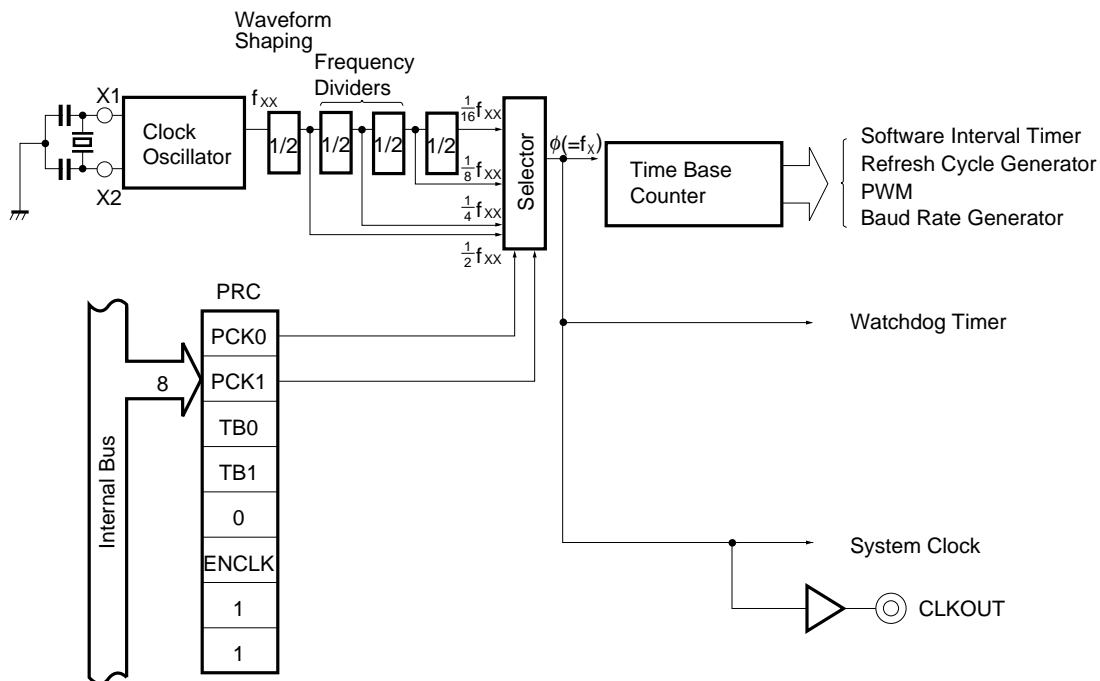 Waveform
Shaping
Frequency
Dividers
X1
X2
Clock
Oscillator
fXX
1/2
1/2
1/2
1/2
1/16 fXX
1/8 fXX
1/4 fXX
1/2 fXX
Selector
ϕ(=fX)
Time Base
Counter
Software Interval Timer
Refresh Cycle Generator
PWM
Baud Rate Generator
Watchdog Timer
System Clock
CLKOUT
Internal Bus
8
PRC
PCK0
PCK1
TB0
TB1
0
ENCLK
1
1